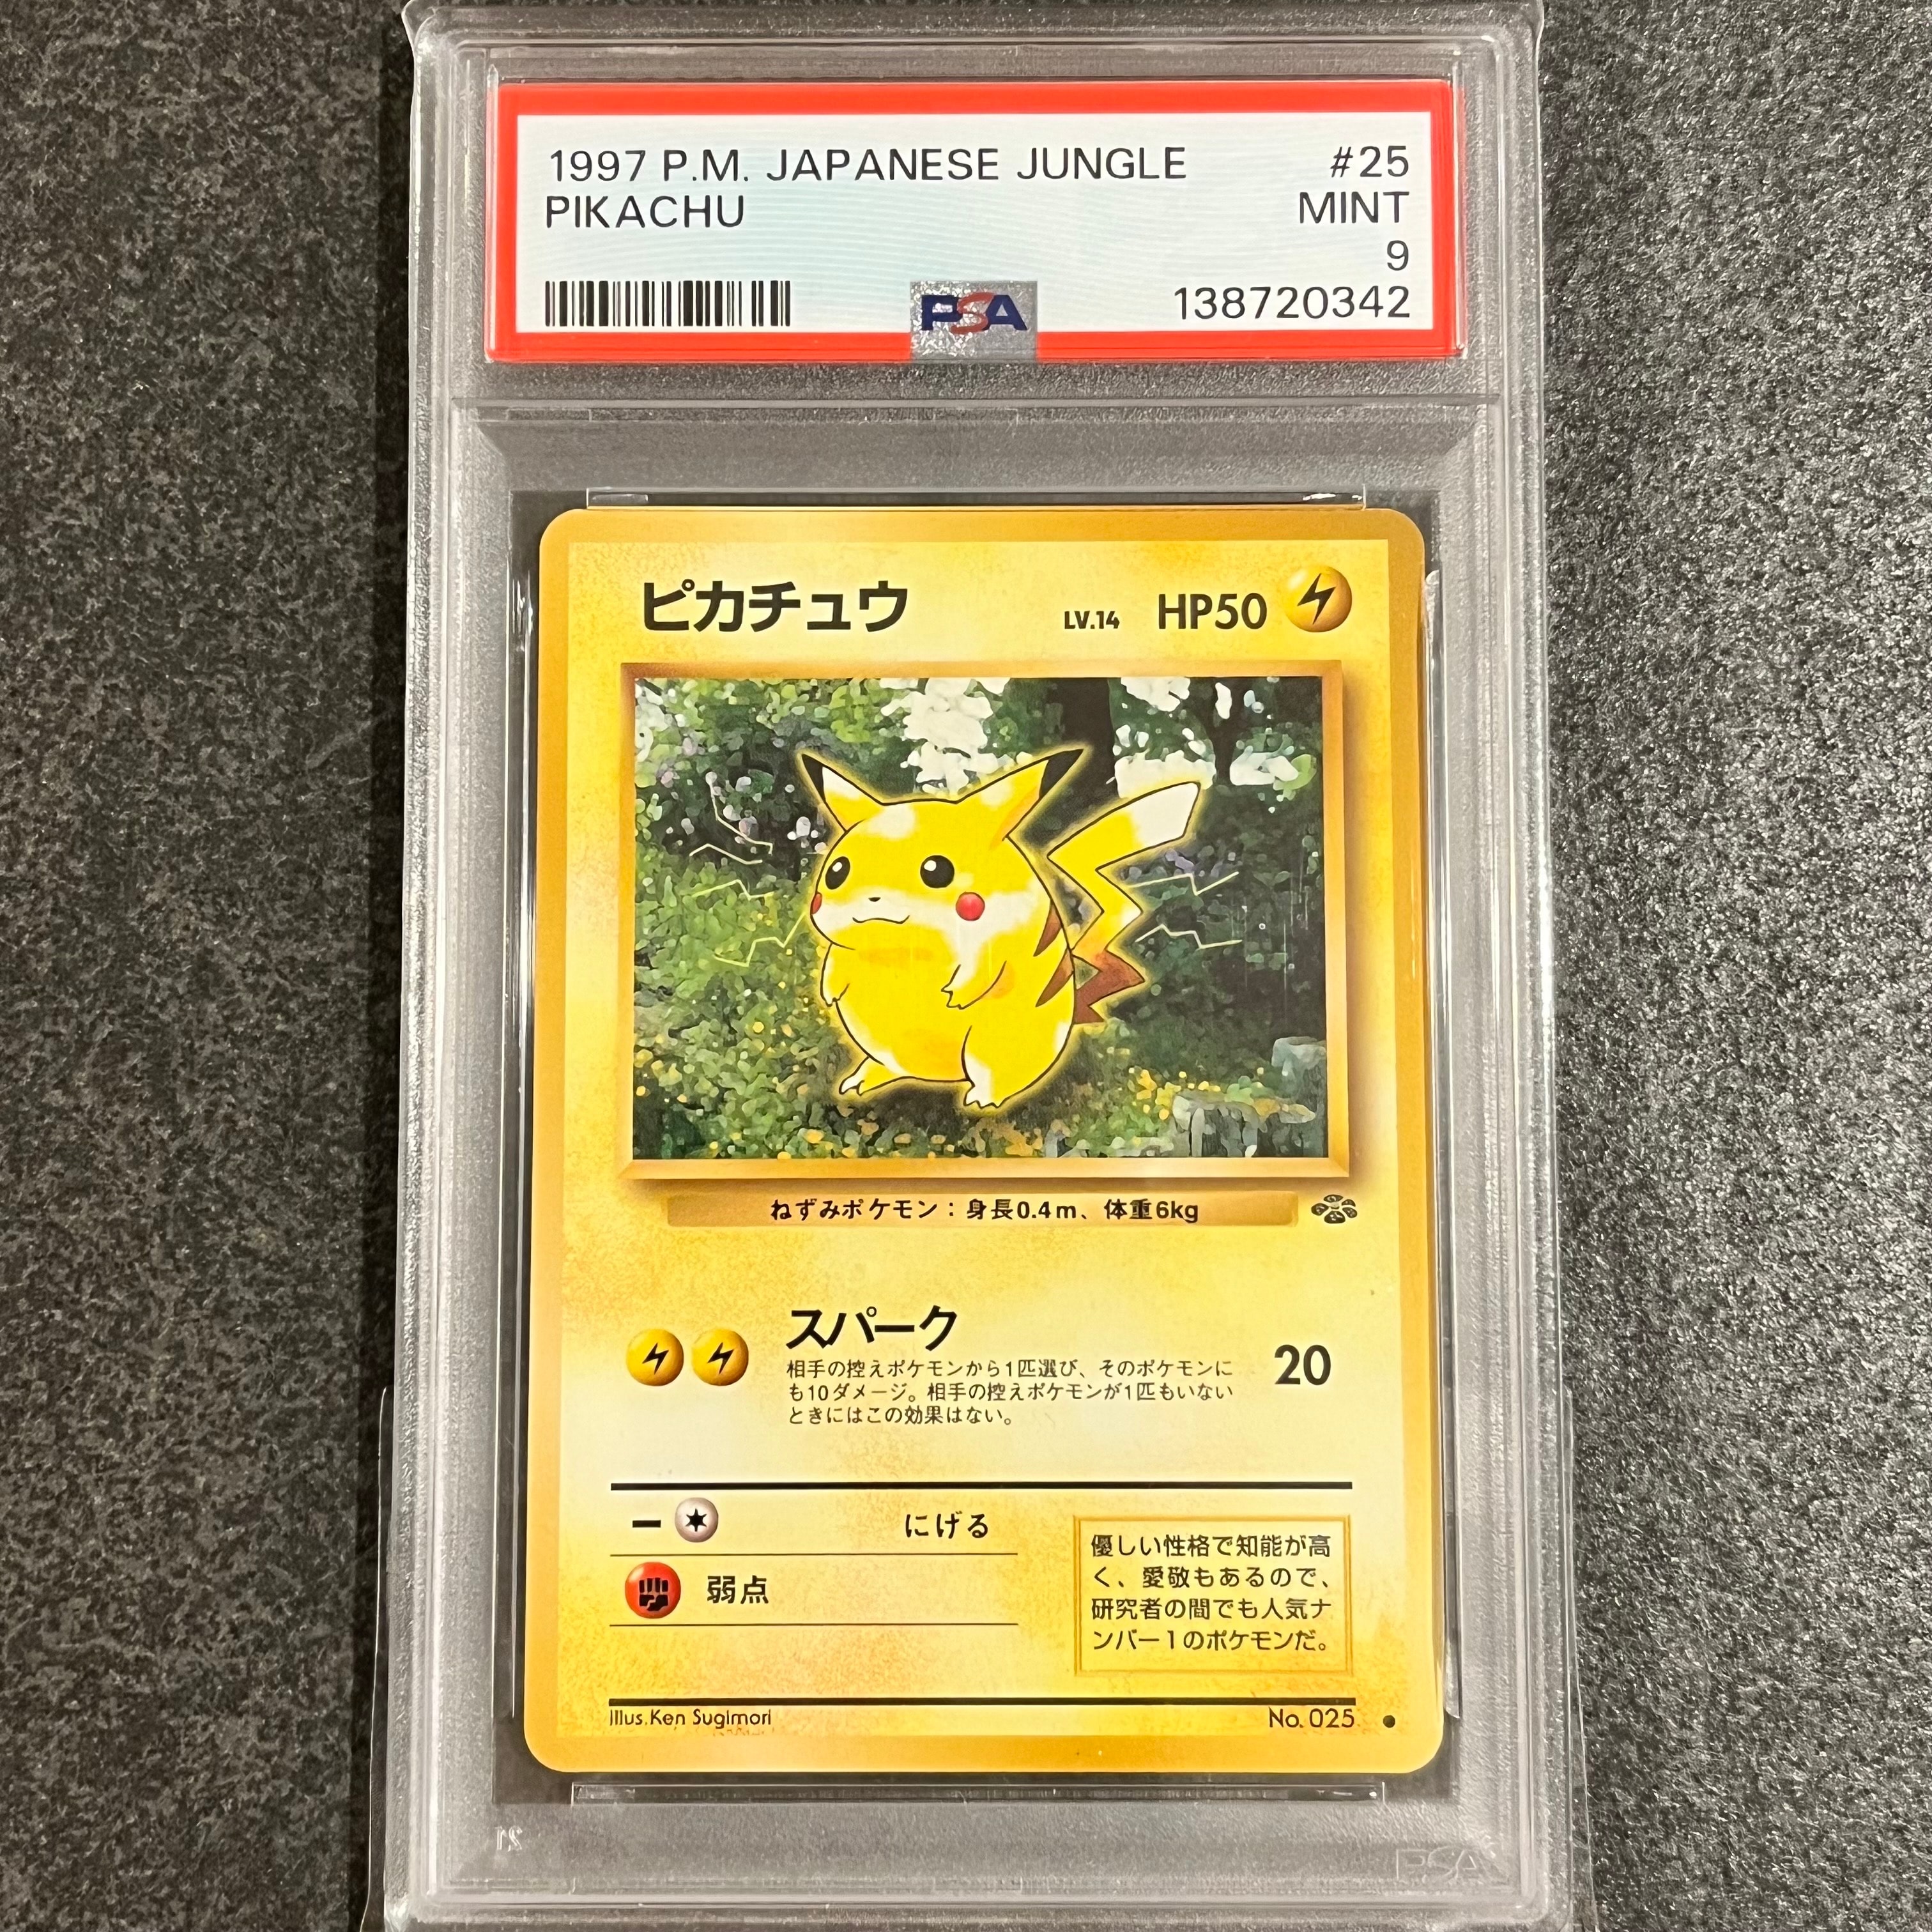 1997 P.M. JAPANESE JUNGLE #25
PIKACHU MINT
9
PSA 138720342
ピカチュウ LV.14 HP50
ねずみポケモン：身長0.4m、体重6kg
スパーク 20
相手の控えポケモンから1匹選び、そのポケモンに
も10ダメージ。相手の控えポケモンが1匹もいない
ときにはこの効果はない。
にげる
弱点
優しい性格で知能が高
く、愛敬もあるので、
研究者の間でも人気ナ
ンバー1のポケモンだ。
Illus.Ken Sugimori No. 025
21
PSA